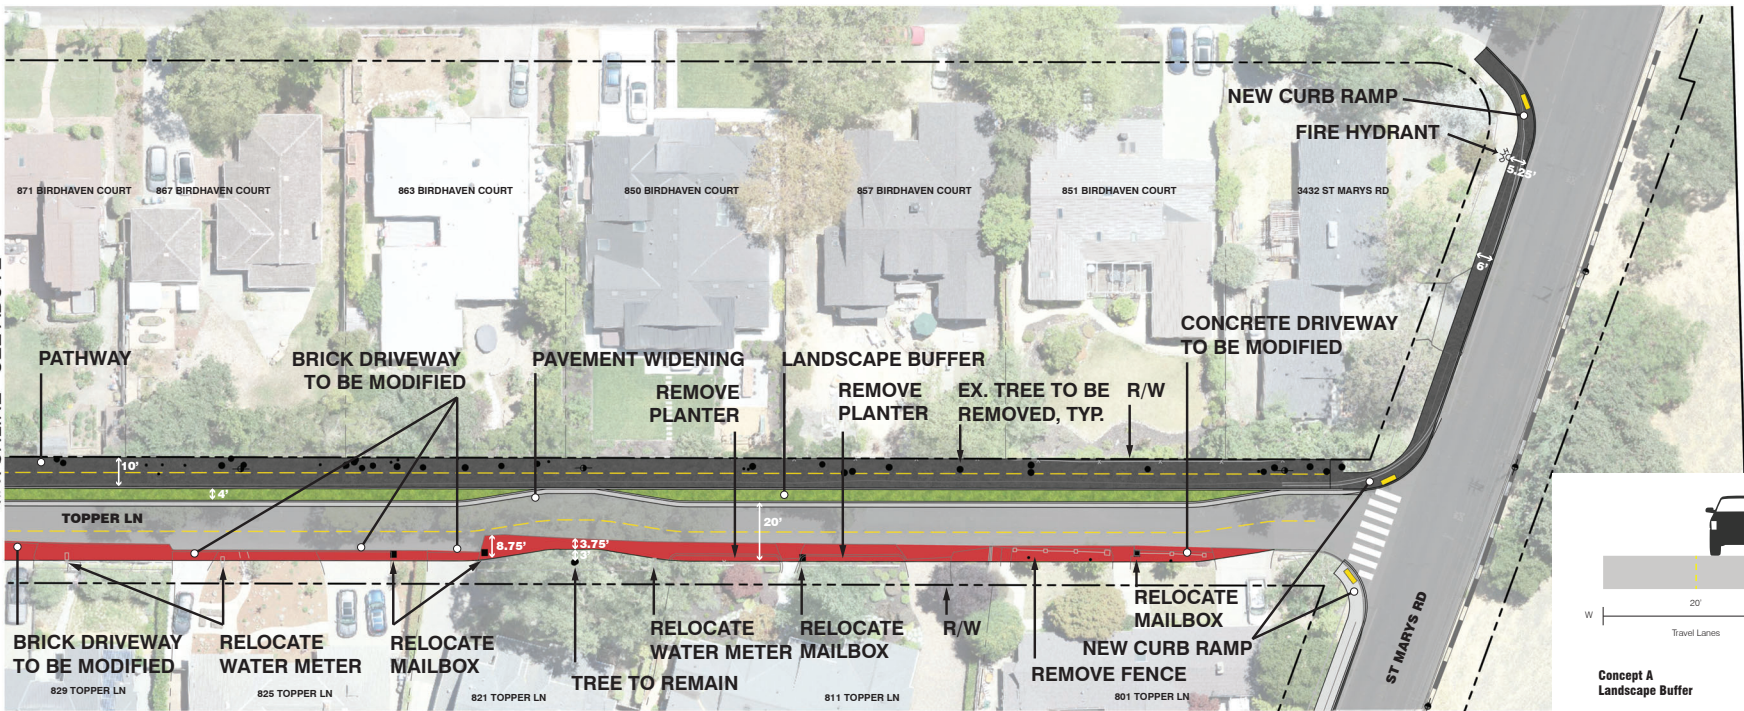 NEW CURB RAMP
FIRE HYDRANT
5.25'
871 BIRDHAVEN COURT
867 BIRDHAVEN COURT
863 BIRDHAVEN COURT
850 BIRDHAVEN COURT
857 BIRDHAVEN COURT
851 BIRDHAVEN COURT
3432 ST MARYS RD
6'
PATHWAY
BRICK DRIVEWAY
TO BE MODIFIED
PAVEMENT WIDENING
REMOVE
PLANTER
LANDSCAPE BUFFER
REMOVE
PLANTER
EX. TREE TO BE
REMOVED, TYP.
R/W
CONCRETE DRIVEWAY
TO BE MODIFIED
10'
4'
TOPPER LN
20'
8.75'
3.75'
3'
BRICK DRIVEWAY
TO BE MODIFIED
RELOCATE
WATER METER
RELOCATE
MAILBOX
TREE TO REMAIN
RELOCATE
WATER METER
RELOCATE
MAILBOX
R/W
RELOCATE
MAILBOX
NEW CURB RAMP
REMOVE FENCE
829 TOPPER LN
825 TOPPER LN
821 TOPPER LN
811 TOPPER LN
801 TOPPER LN
ST MARYS RD
W
20'
Travel Lanes
Concept A
Landscape Buffer